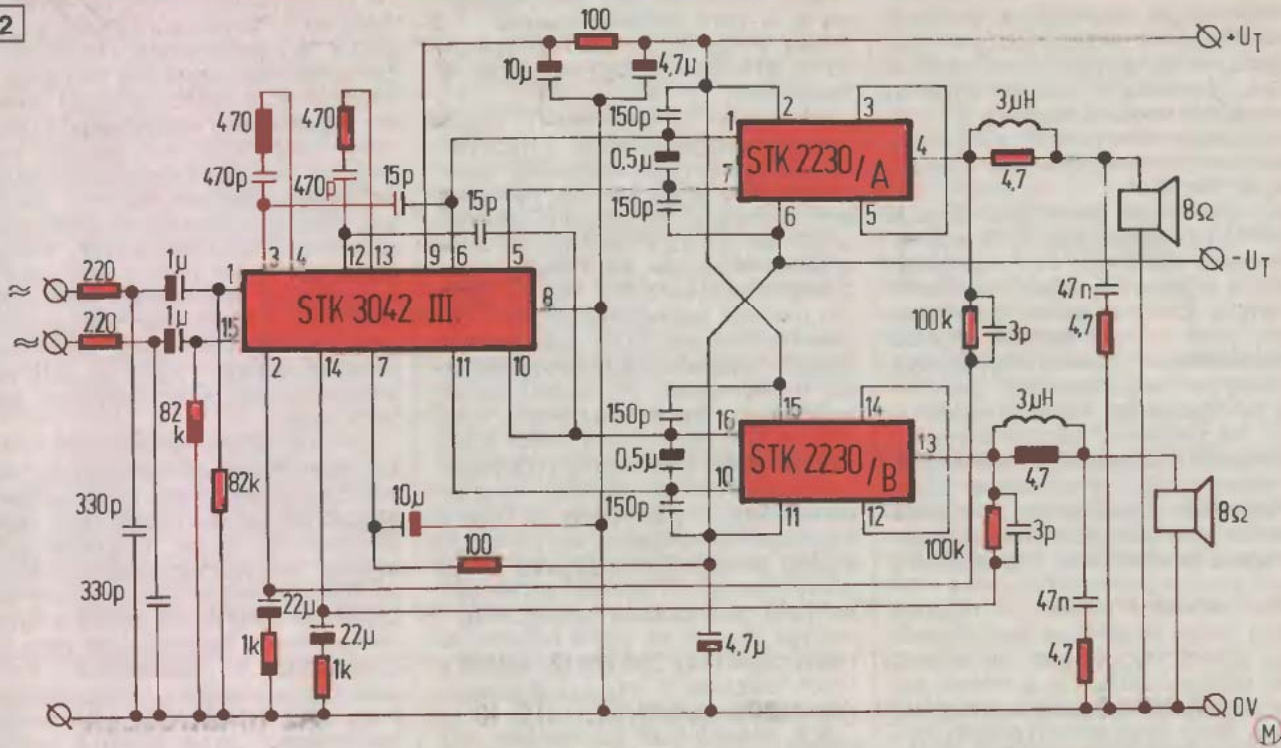 2
100
+U_T
10µ
4,7µ
470
470
150p
2
3
3µH
1
STK 2230/A
4
0,5µ
4,7
470p
470p
15p
7
150p
6
5
8Ω
15p
3
4
12
13
9
6
5
-U_T
220
1µ
1
STK 3042 III.
8
47n
≈
100k
3p
4,7
220
1µ
15
≈
2
14
7
11
10
3µH
150p
15
14
82k
16
STK 2230/B
13
0,5µ
4,7
82k
10
10µ
150p
11
12
8Ω
330p
100k
3p
100
330p
22µ
47n
22µ
1k
4,7µ
1k
4,7
0V
M